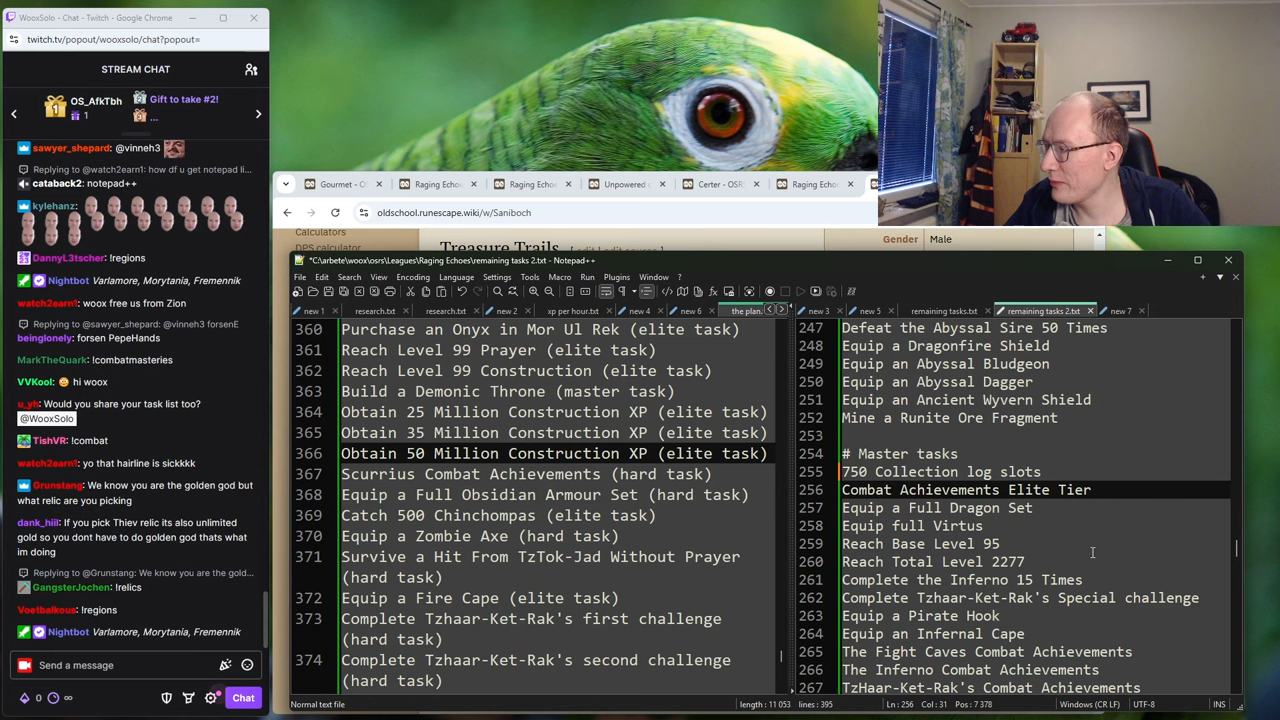 WooxSolo - Chat - Twitch - Google Chrome
twitch.tv/popout/wooxsolo/chat?popout=
STREAM CHAT
OS_AfkTbh
1
Gift to take #2!
...
sawyer_shepard: @vinneh3
Replying to @watch2earn1: how df u get notepad li...
cataback2: notepad++
kylehanz:
DannyL3tscher: !regions
Nightbot Varlamore, Morytania, Fremennik
watch2earn1: woox free us from Zion
Replying to @sawyer_shepard: @vinneh3 forsenE
beinglonely: forsen PepeHands
MarkTheQuark: !combatmasteries
VVKool: hi woox
u_yh: Would you share your task list too?
@WooxSolo
TishVR: !combat
watch2earn1: yo that hairline is sickkkk
Grunstang: We know you are the golden god but
what relic are you picking
dank_hiil: If you pick Thiev relic its also unlimited
gold so you dont have to do golden god thats what
im doing
Replying to @Grunstang: We know you are the gold...
GangsterJochen: !relics
Voetbalkous: !regions
Nightbot Varlamore, Morytania, Fremennik
Send a message
0
∞
Chat
Gourmet - OS
Raging Echoe
Raging Echoe
Unpowered o
Certer - OSR
Raging Echoe
oldschool.runescape.wiki/w/Saniboch
Calculators
DPS calculator
Treasure Trails [ edit | edit source ]
Gender Male
*C:\arbete\woox\osrs\Leagues\Raging Echoes\remaining tasks 2.txt - Notepad++
File Edit Search View Encoding Language Settings Tools Macro Run Plugins Window ?
new 1 research.txt research.txt new 2 xp per hour.txt new 4 new 6 the plan. new 3 new 5 remaining tasks.txt remaining tasks 2.txt new 7
360 Purchase an Onyx in Mor Ul Rek (elite task)
361 Reach Level 99 Prayer (elite task)
362 Reach Level 99 Construction (elite task)
363 Build a Demonic Throne (master task)
364 Obtain 25 Million Construction XP (elite task)
365 Obtain 35 Million Construction XP (elite task)
366 Obtain 50 Million Construction XP (elite task)
367 Scurrius Combat Achievements (hard task)
368 Equip a Full Obsidian Armour Set (hard task)
369 Catch 500 Chinchompas (elite task)
370 Equip a Zombie Axe (hard task)
371 Survive a Hit From TzTok-Jad Without Prayer
(hard task)
372 Equip a Fire Cape (elite task)
373 Complete Tzhaar-Ket-Rak's first challenge
(hard task)
374 Complete Tzhaar-Ket-Rak's second challenge
(hard task)
247 Defeat the Abyssal Sire 50 Times
248 Equip a Dragonfire Shield
249 Equip an Abyssal Bludgeon
250 Equip an Abyssal Dagger
251 Equip an Ancient Wyvern Shield
252 Mine a Runite Ore Fragment
253
254 # Master tasks
255 750 Collection log slots
256 Combat Achievements Elite Tier
257 Equip a Full Dragon Set
258 Equip full Virtus
259 Reach Base Level 95
260 Reach Total Level 2277
261 Complete the Inferno 15 Times
262 Complete Tzhaar-Ket-Rak's Special challenge
263 Equip a Pirate Hook
264 Equip an Infernal Cape
265 The Fight Caves Combat Achievements
266 The Inferno Combat Achievements
267 TzHaar-Ket-Rak's Combat Achievements
Normal text file
length : 11 053 lines : 395
Ln : 256 Col : 31 Pos : 7 378
Windows (CR LF)
UTF-8
INS